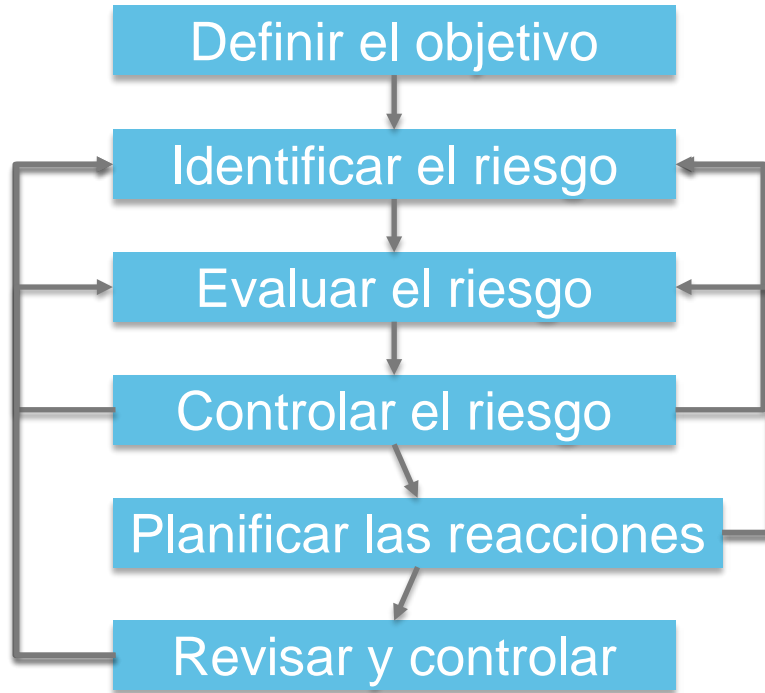 Definir el objetivo
Identificar el riesgo
Evaluar el riesgo
Controlar el riesgo
Planificar las reacciones
Revisar y controlar